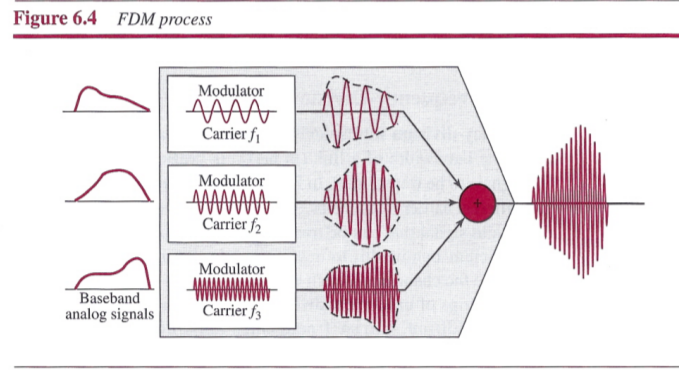 Figure 6.4 FDM process
Modulator
Carrier f₁
Modulator
Carrier f₂
Modulator
Carrier f₃
+
Baseband
analog signals